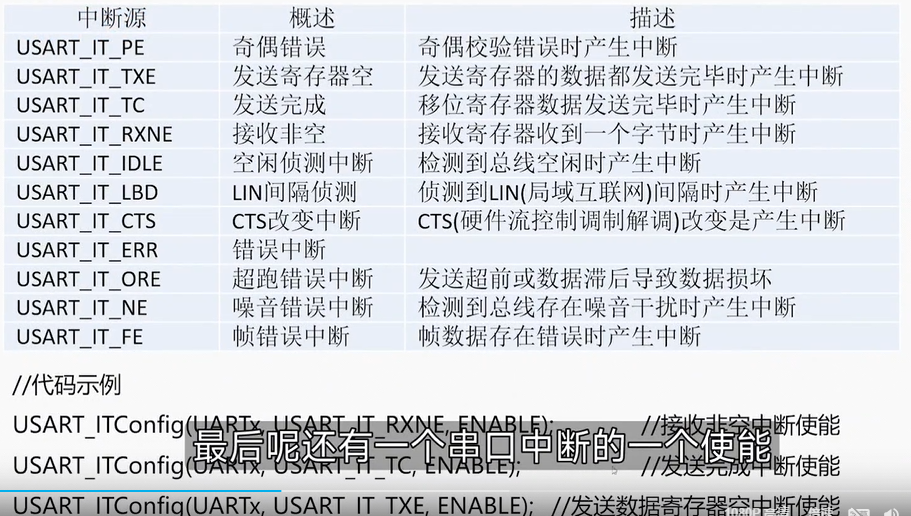 中断源 概述 描述
USART_IT_PE 奇偶错误 奇偶校验错误时产生中断
USART_IT_TXE 发送寄存器空 发送寄存器的数据都发送完毕时产生中断
USART_IT_TC 发送完成 移位寄存器数据发送完毕时产生中断
USART_IT_RXNE 接收非空 接收寄存器收到一个字节时产生中断
USART_IT_IDLE 空闲侦测中断 检测到总线空闲时产生中断
USART_IT_LBD LIN间隔侦测 侦测到LIN(局域互联网)间隔时产生中断
USART_IT_CTS CTS改变中断 CTS(硬件流控制调制解调)改变是产生中断
USART_IT_ERR 错误中断
USART_IT_ORE 超跑错误中断 发送超前或数据滞后导致数据损坏
USART_IT_NE 噪音错误中断 检测到总线存在噪音干扰时产生中断
USART_IT_FE 帧错误中断 帧数据存在错误时产生中断
//代码示例
USART_ITConfig(UARTx, USART_IT_RXNE, ENABLE); //接收非空中断使能
最后呢还有一个串口中断的一个使能
USART_ITConfig(UARTx, USART_IT_TC, ENABLE); //发送完成中断使能
USART_ITConfig(UARTx, USART_IT_TXE, ENABLE); //发送数据寄存器空中断使能